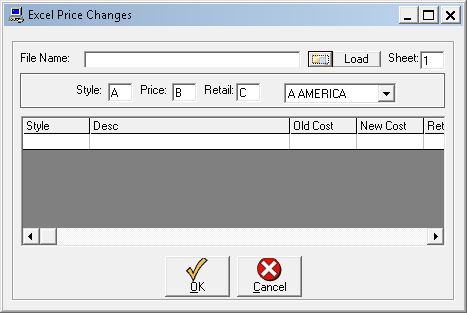 Excel Price Changes
File Name: Load Sheet: 1
Style: A Price: B Retail: C A AMERICA
Style Desc Old Cost New Cost Ret
OK Cancel